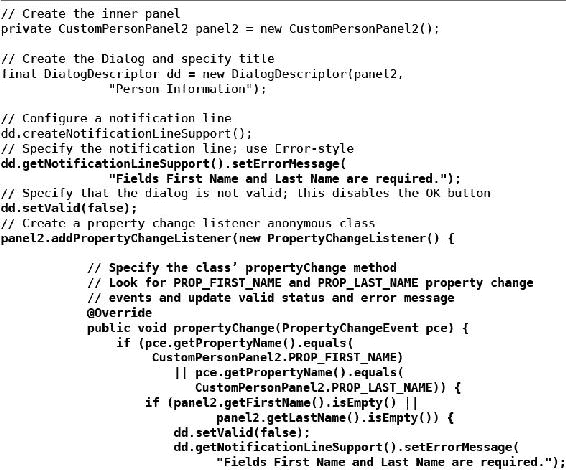 // Create the inner panel
private CustomPersonPanel2 panel2 = new CustomPersonPanel2();
// Create the Dialog and specify title
final DialogDescriptor dd = new DialogDescriptor(panel2,
"Person Information");
// Configure a notification line
dd.createNotificationLineSupport();
// Specify the notification line; use Error-style
dd.getNotificationLineSupport().setErrorMessage(
"Fields First Name and Last Name are required.");
// Specify that the dialog is not valid; this disables the OK button
dd.setValid(false);
// Create a property change listener anonymous class
panel2.addPropertyChangeListener(new PropertyChangeListener() {
// Specify the class’ propertyChange method
// Look for PROP_FIRST_NAME and PROP_LAST_NAME property change
// events and update valid status and error message
@Override
public void propertyChange(PropertyChangeEvent pce) {
if (pce.getPropertyName().equals(
CustomPersonPanel2.PROP_FIRST_NAME)
|| pce.getPropertyName().equals(
CustomPersonPanel2.PROP_LAST_NAME)) {
if (panel2.getFirstName().isEmpty() ||
panel2.getLastName().isEmpty()) {
dd.setValid(false);
dd.getNotificationLineSupport().setErrorMessage(
"Fields First Name and Last Name are required.");